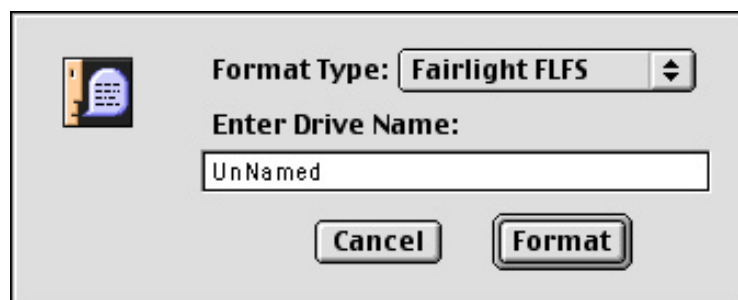 Format Type: Fairlight FLFS
Enter Drive Name:
UnNamed
Cancel Format